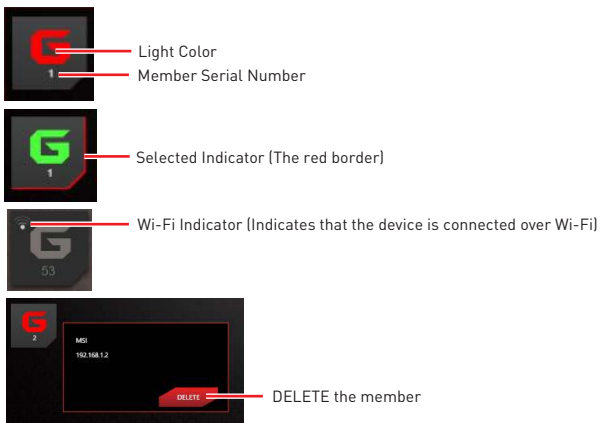 G
Light Color
1
Member Serial Number
G
Selected Indicator (The red border)
1
Wi-Fi Indicator (Indicates that the device is connected over Wi-Fi)
G
53
G
2
MSI
192.168.1.2
DELETE
DELETE the member